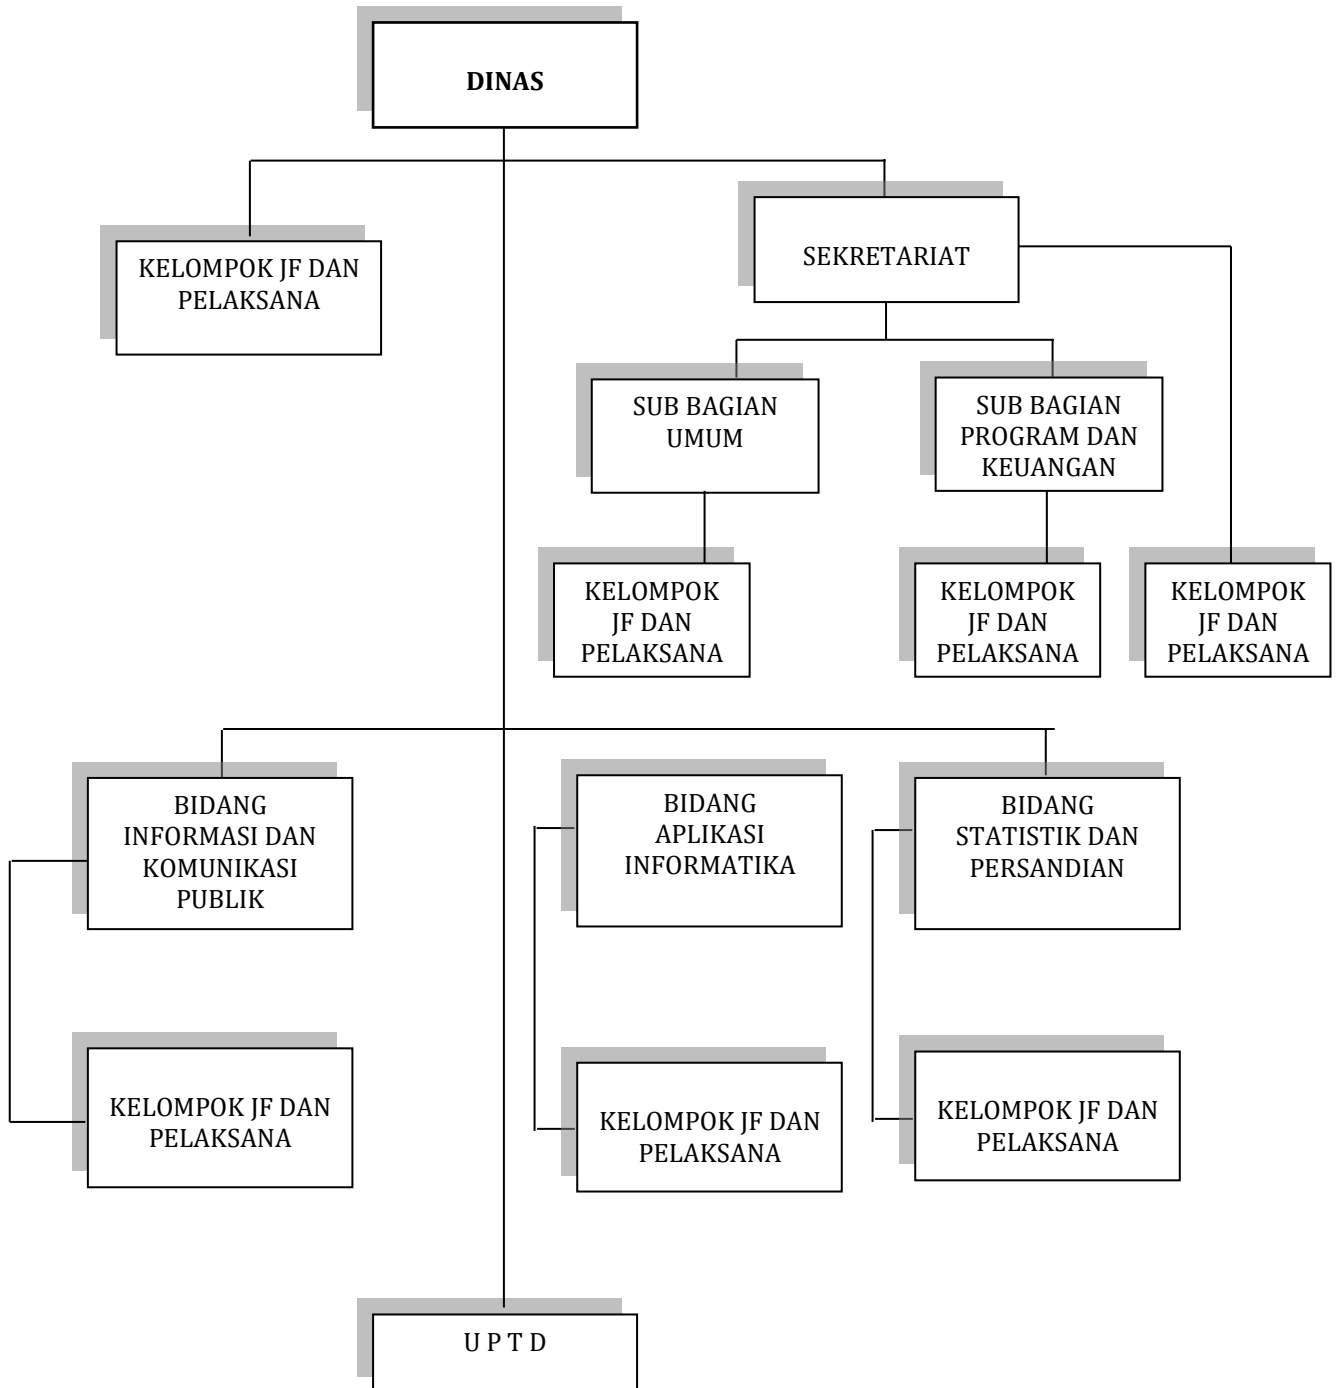 DINAS
KELOMPOK JF DAN
PELAKSANA
SEKRETARIAT
SUB BAGIAN
UMUM
SUB BAGIAN
PROGRAM DAN
KEUANGAN
KELOMPOK
JF DAN
PELAKSANA
KELOMPOK
JF DAN
PELAKSANA
KELOMPOK
JF DAN
PELAKSANA
BIDANG
INFORMASI DAN
KOMUNIKASI
PUBLIK
BIDANG
APLIKASI
INFORMATIKA
BIDANG
STATISTIK DAN
PERSANDIAN
KELOMPOK JF DAN
PELAKSANA
KELOMPOK JF DAN
PELAKSANA
KELOMPOK JF DAN
PELAKSANA
U P T D